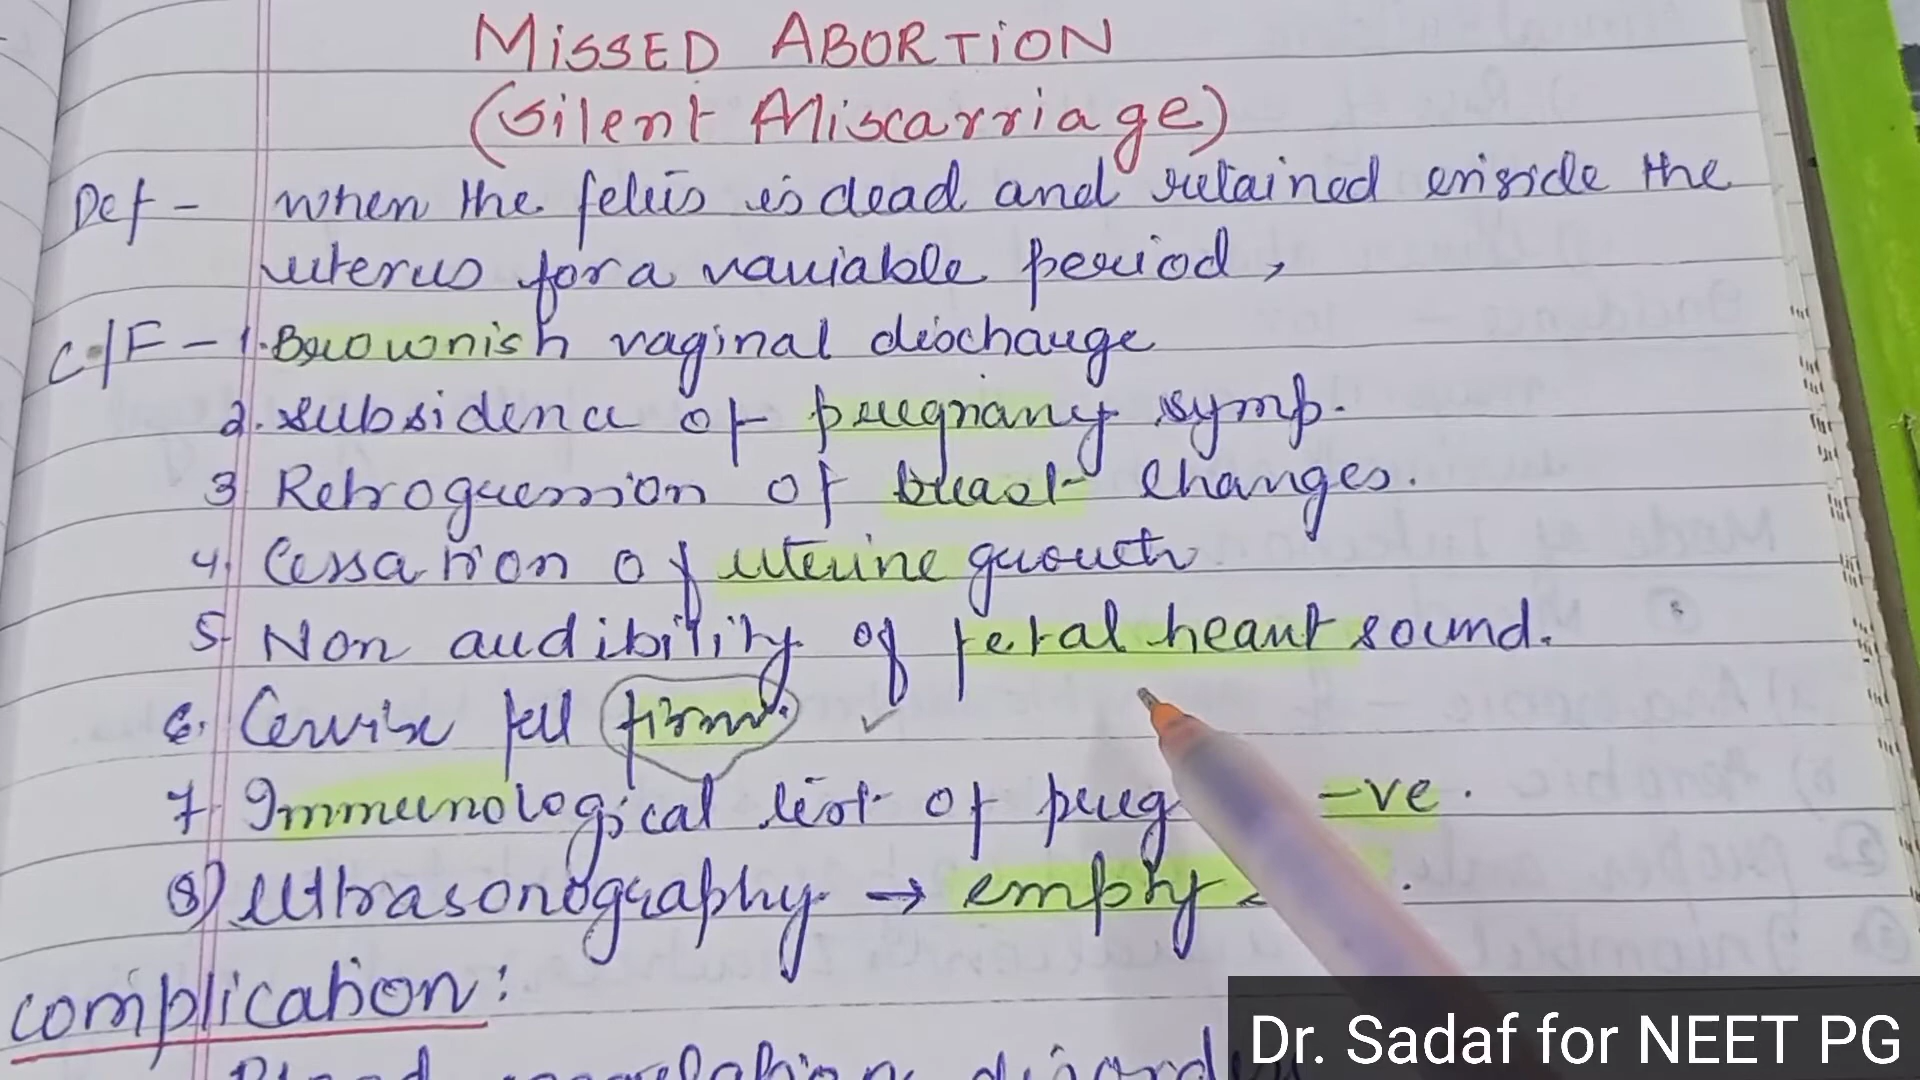 MISSED ABORTION
(Silent Miscarriage)
Def - when the fetus is dead and retained inside the
uterus for a variable period,
C/F - 1. Brownish vaginal discharge
2. subsidence of pregnancy symp.
3 Retrogression of breast changes.
4. Cessation of uterine growth
5. Non audibility of fetal heart sound.
6. Cervix fell firm.
7. Immunological test of preg -ve.
8) Ultrasonography → empty
complication:
Blood coagulation disorder
Dr. Sadaf for NEET PG